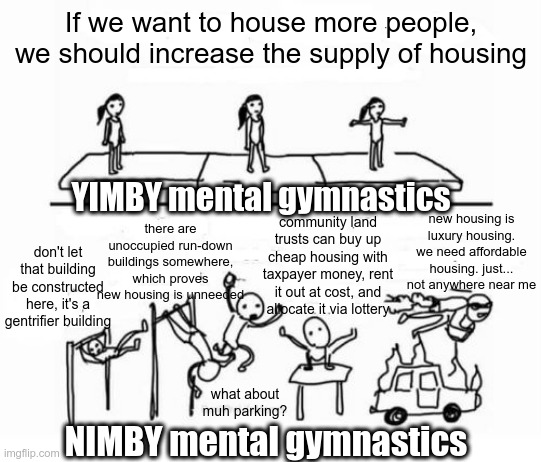 If we want to house more people,
we should increase the supply of housing
YIMBY mental gymnastics
don't let
that building
be constructed
here, it's a
gentrifier building
there are
unoccupied run-down
buildings somewhere,
which proves
new housing is unneeded
community land
trusts can buy up
cheap housing with
taxpayer money, rent
it out at cost, and
allocate it via lottery
new housing is
luxury housing.
we need affordable
housing. just...
not anywhere near me
what about
muh parking?
NIMBY mental gymnastics
imgflip.com